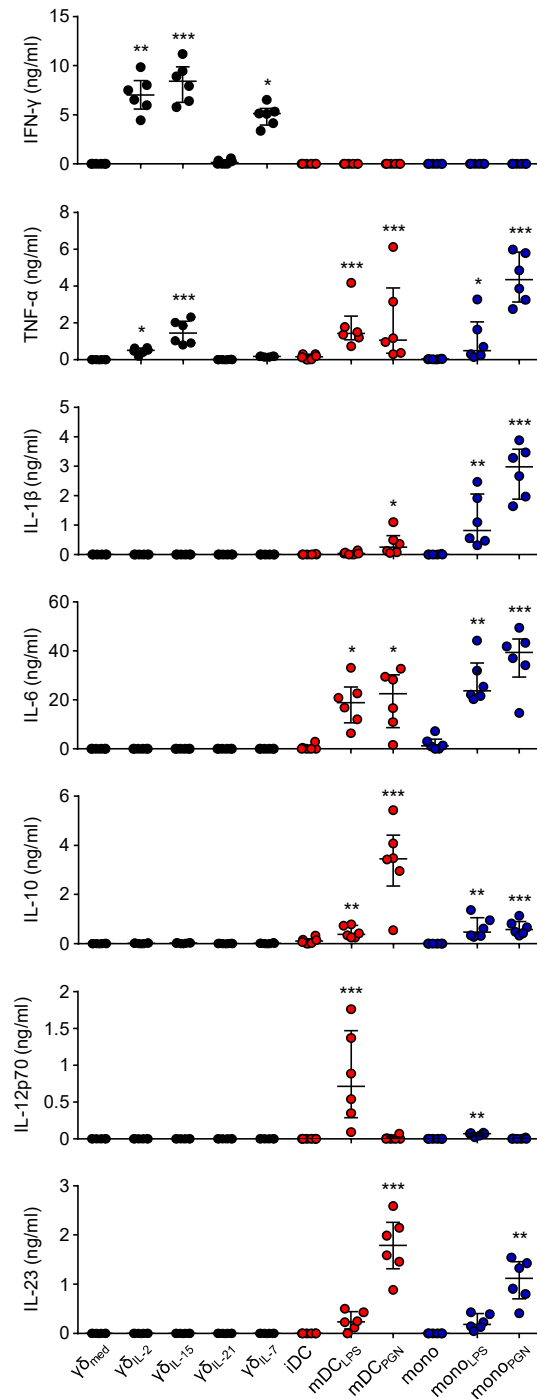 IFN-γ (ng/ml)
15
10
5
0
** *** *
TNF-α (ng/ml)
8
6
4
2
0
* *** *** *** * ***
IL-1β (ng/ml)
5
4
3
2
1
0
* ** ***
IL-6 (ng/ml)
60
40
20
0
* * ** ***
IL-10 (ng/ml)
6
4
2
0
** *** ** ***
IL-12p70 (ng/ml)
2
1.5
1
0.5
0
*** **
IL-23 (ng/ml)
3
2
1
0
*** **
γδmed
γδIL-2
γδIL-15
γδIL-21
γδIL-7
iDC
mDCLPS
mDCPGN
mono
monoLPS
monoPGN